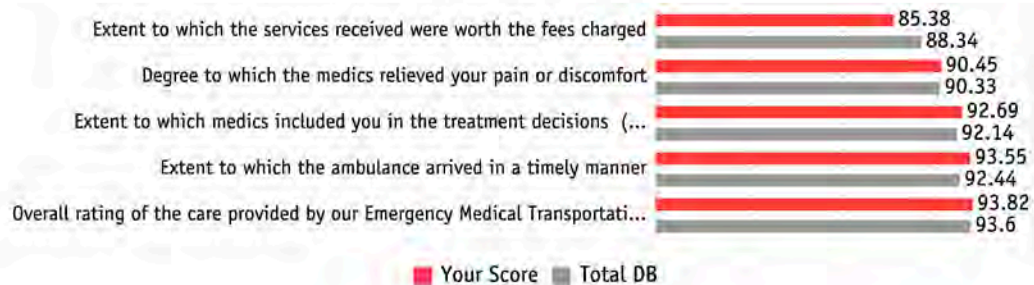 Extent to which the services received were worth the fees charged
85.38
88.34
Degree to which the medics relieved your pain or discomfort
90.45
90.33
Extent to which medics included you in the treatment decisions (...
92.69
92.14
Extent to which the ambulance arrived in a timely manner
93.55
92.44
Overall rating of the care provided by our Emergency Medical Transportati...
93.82
93.6
Your Score Total DB